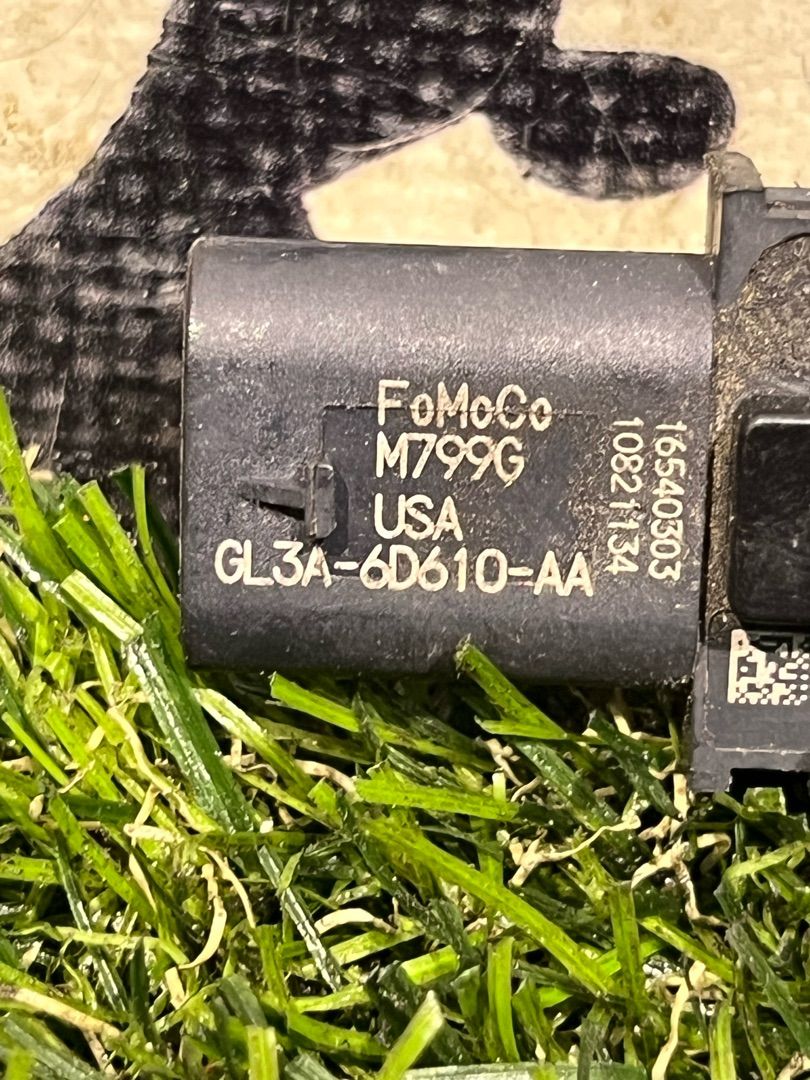 FoMoCo
M799G
USA
GL3A-6D610-AA
16540303
10821134